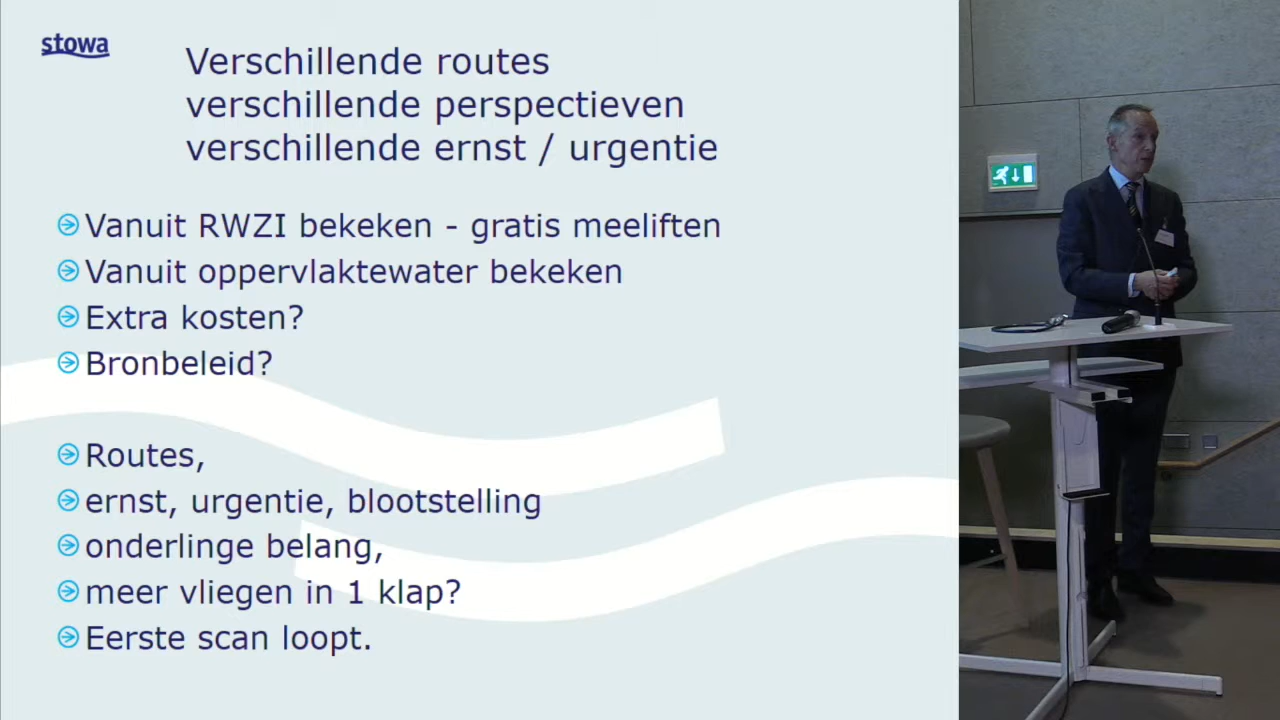 stowa
Verschillende routes
verschillende perspectieven
verschillende ernst / urgentie
Vanuit RWZI bekeken - gratis meeliften
Vanuit oppervlaktewater bekeken
Extra kosten?
Bronbeleid?
Routes,
ernst, urgentie, blootstelling
onderlinge belang,
meer vliegen in 1 klap?
Eerste scan loopt.